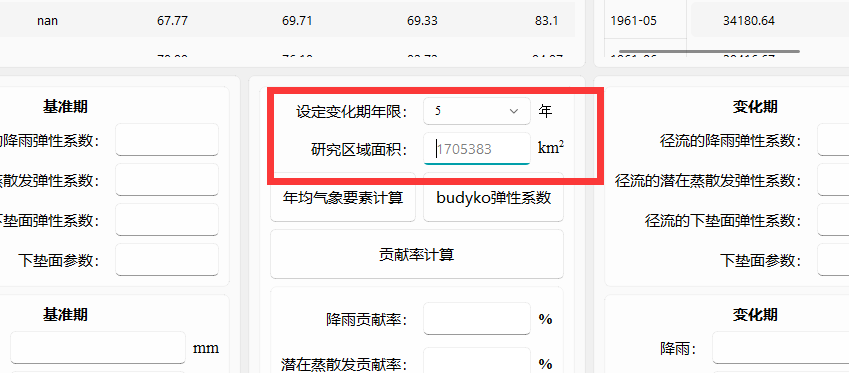 nan 67.77 69.71 69.33 83.1
1961-05 34180.64
基准期
的降雨弹性系数:
蒸散发弹性系数:
下垫面弹性系数:
下垫面参数:
基准期
mm
设定变化期年限: 5 年
研究区域面积: 1705383 km²
年均气象要素计算 budyko弹性系数
贡献率计算
降雨贡献率: %
潜在蒸散发贡献率: %
变化期
径流的降雨弹性系数:
径流的潜在蒸散发弹性系数:
径流的下垫面弹性系数:
下垫面参数:
变化期
降雨: